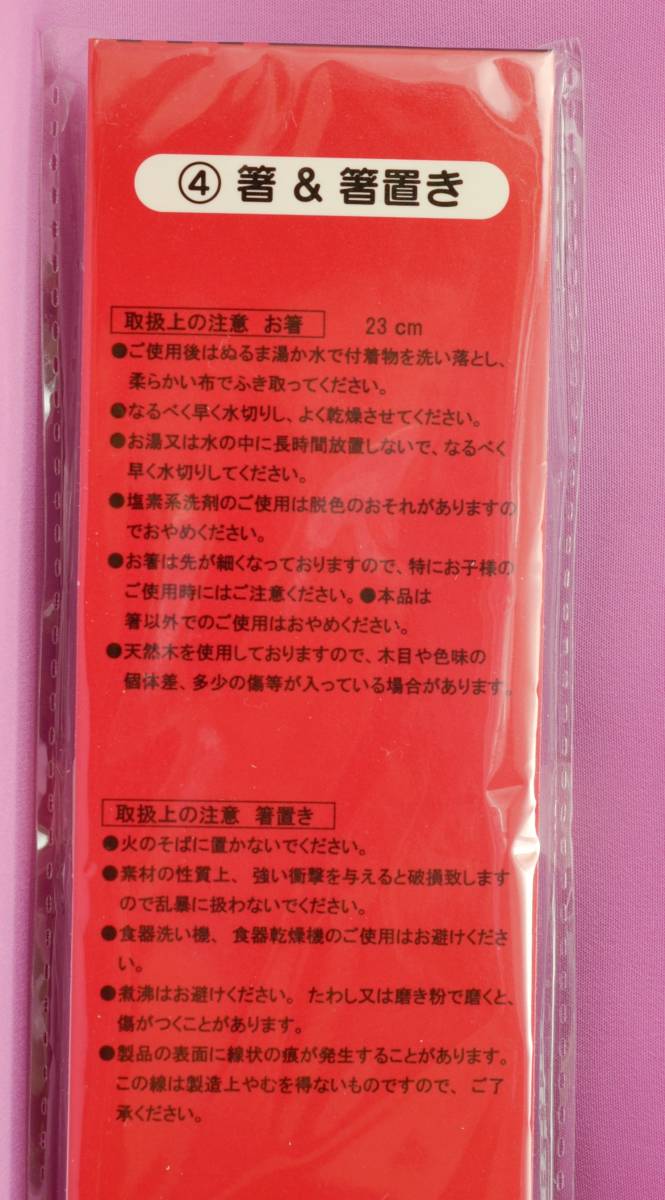 ④ 箸 & 箸置き
取扱上の注意 お箸 23 cm
●ご使用後はぬるま湯か水で付着物を洗い落とし、
柔らかい布でふき取ってください。
●なるべく早く水切りし、よく乾燥させてください。
●お湯又は水の中に長時間放置しないで、なるべく
早く水切りしてください。
●塩素系洗剤のご使用は脱色のおそれがありますの
でおやめください。
●お箸は先が細くなっておりますので、特にお子様の
ご使用時にはご注意ください。●本品は
箸以外でのご使用はおやめください。
●天然木を使用しておりますので、木目や色味の
個体差、多少の傷等が入っている場合があります。
取扱上の注意 箸置き
●火のそばに置かないでください。
●素材の性質上、強い衝撃を与えると破損致します
ので乱暴に扱わないでください。
●食器洗い機、食器乾燥機のご使用はお避けくださ
い。
●煮沸はお避けください。たわし又は磨き粉で磨くと、
傷がつくことがあります。
●製品の表面に線状の痕が発生することがあります。
この線は製造上やむを得ないものですので、ご了
承ください。